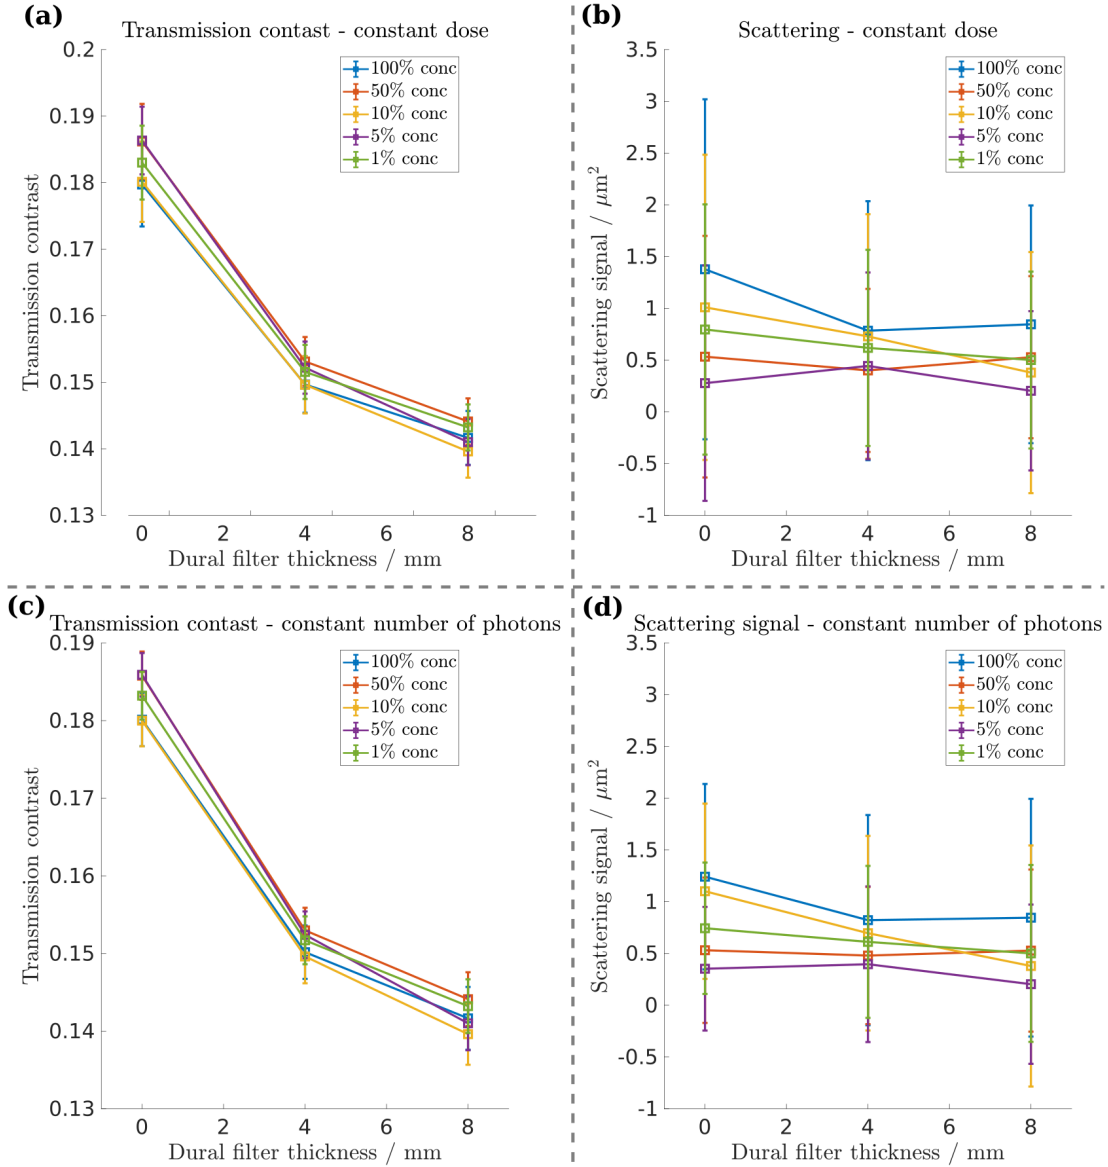 (a)
Transmission contast - constant dose
0.2
0.19
0.18
0.17
0.16
0.15
0.14
0.13
Transmission contrast
100% conc
50% conc
10% conc
5% conc
1% conc
0 2 4 6 8
Dural filter thickness / mm
(b)
Scattering - constant dose
3.5
3
2.5
2
1.5
1
0.5
0
-0.5
-1
Scattering signal / μm²
100% conc
50% conc
10% conc
5% conc
1% conc
0 2 4 6 8
Dural filter thickness / mm
(c)
Transmission contast - constant number of photons
0.19
0.18
0.17
0.16
0.15
0.14
0.13
Transmission contrast
100% conc
50% conc
10% conc
5% conc
1% conc
0 2 4 6 8
Dural filter thickness / mm
(d)
Scattering signal - constant number of photons
3.5
3
2.5
2
1.5
1
0.5
0
-0.5
-1
Scattering signal / μm²
100% conc
50% conc
10% conc
5% conc
1% conc
0 2 4 6 8
Dural filter thickness / mm